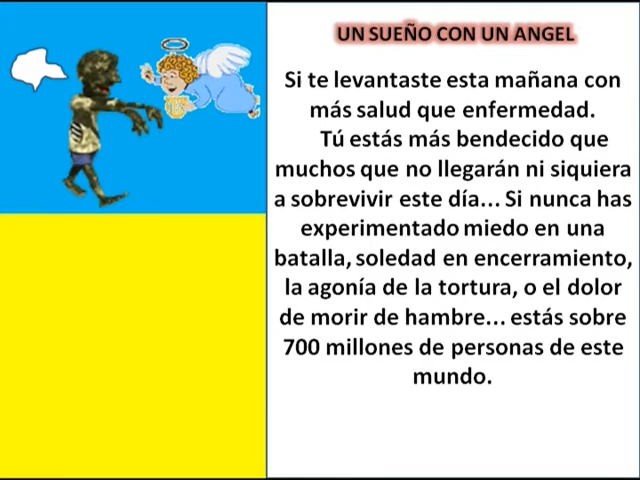 UN SUEÑO CON UN ANGEL
Si te levantaste esta mañana con
más salud que enfermedad.
Tú estás más bendecido que
muchos que no llegarán ni siquiera
a sobrevivir este día... Si nunca has
experimentado miedo en una
batalla, soledad en encerramiento,
la agonía de la tortura, o el dolor
de morir de hambre... estás sobre
700 millones de personas de este
mundo.